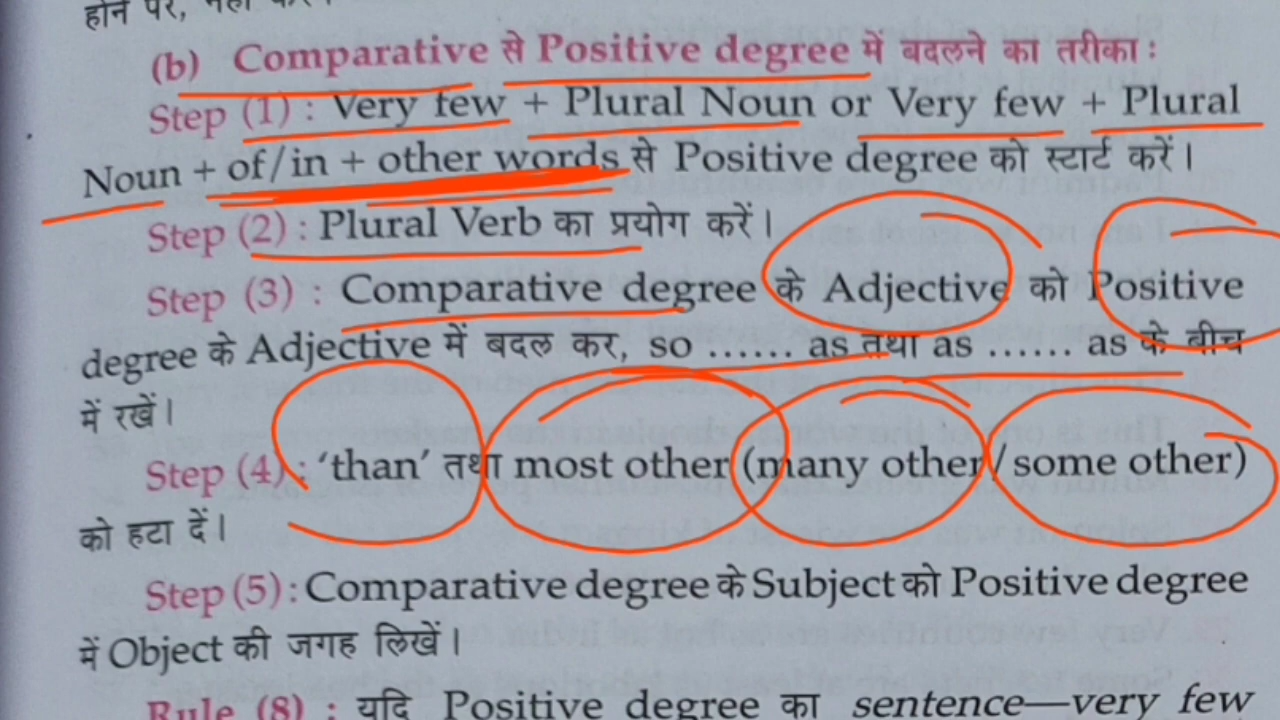 होने पर, नहीं
(b) Comparative से Positive degree में बदलने का तरीका :
Step (1) : Very few + Plural Noun or Very few + Plural
Noun + of/in + other words से Positive degree को स्टार्ट करें।
Step (2) : Plural Verb का प्रयोग करें।
Step (3) : Comparative degree के Adjective को Positive
degree के Adjective में बदल कर, so ...... as तथा as ...... as के बीच
में रखें।
Step (4) : 'than' तथा most other (many other/some other)
को हटा दें।
Step (5) : Comparative degree के Subject को Positive degree
में Object की जगह लिखें।
Rule (8) : यदि Positive degree का sentence—very few